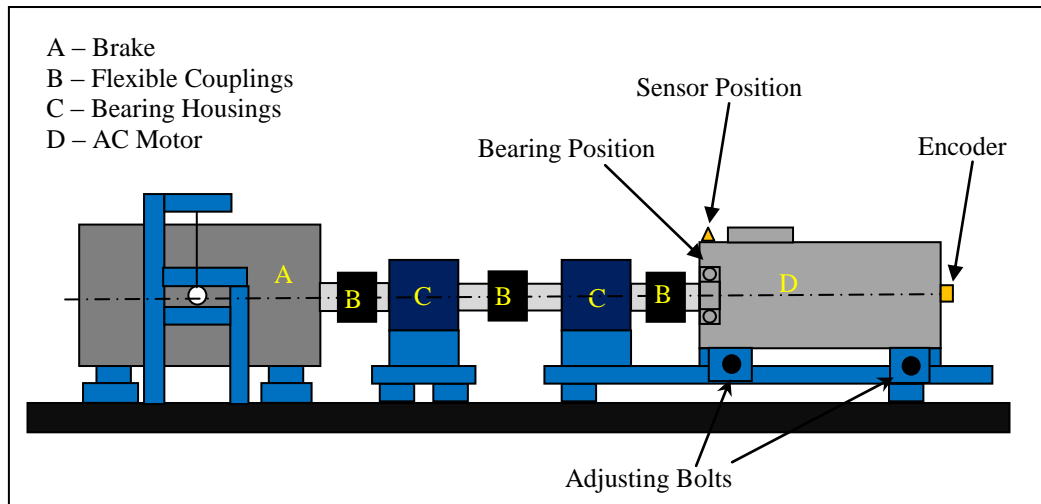 A – Brake
B – Flexible Couplings
C – Bearing Housings
D – AC Motor
Sensor Position
Bearing Position
Encoder
A
B
C
B
C
B
D
Adjusting Bolts